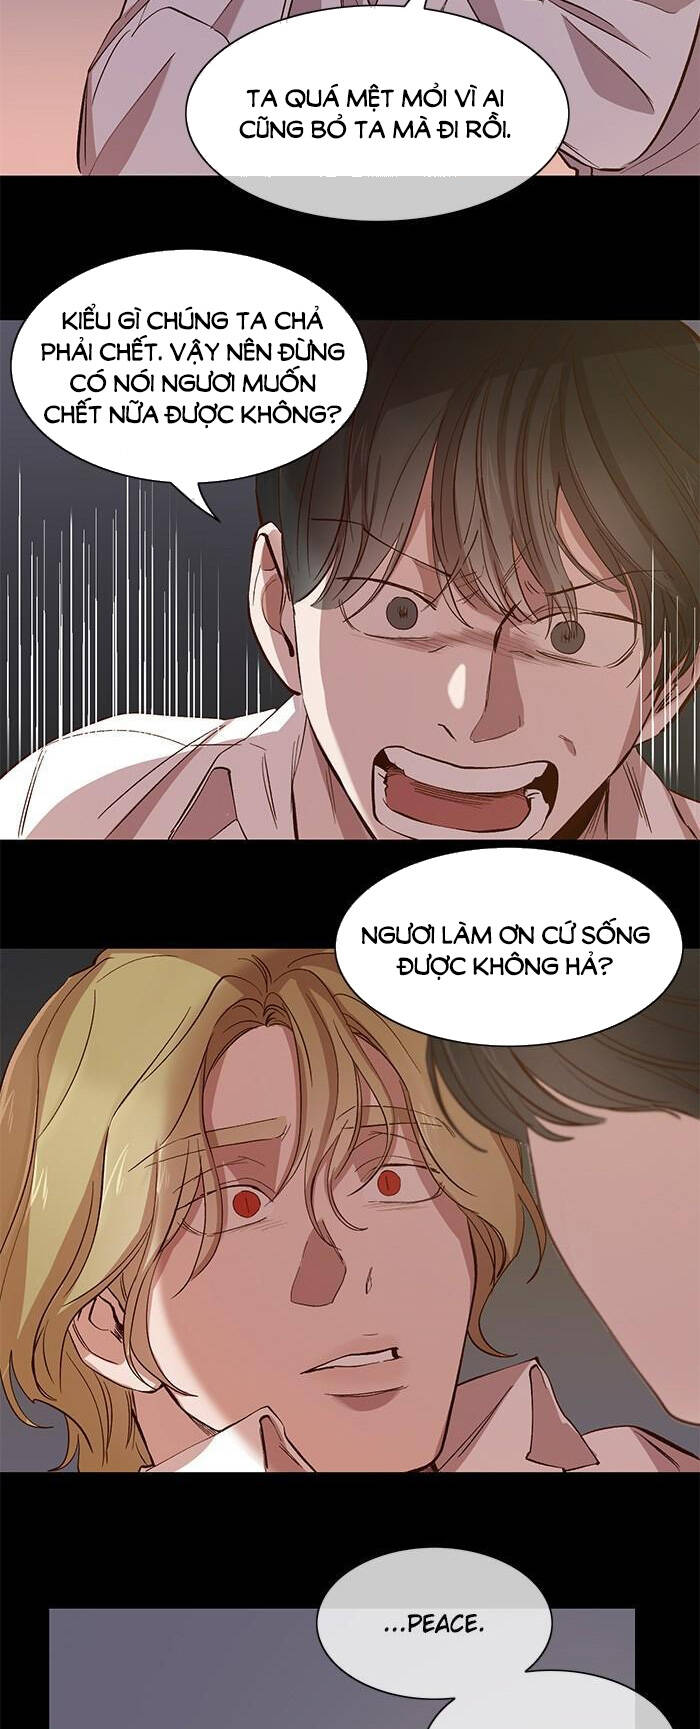 TA QUÁ MỆT MỎI VÌ AI
CŨNG BỎ TA MÀ ĐI RỒI.
KIỂU GÌ CHÚNG TA CHẢ
PHẢI CHẾT. VẬY NÊN ĐỪNG
CÓ NÓI NGƯƠI MUỐN
CHẾT NỮA ĐƯỢC KHÔNG?
NGƯƠI LÀM ƠN CỨ SỐNG
ĐƯỢC KHÔNG HẢ?
...PEACE.